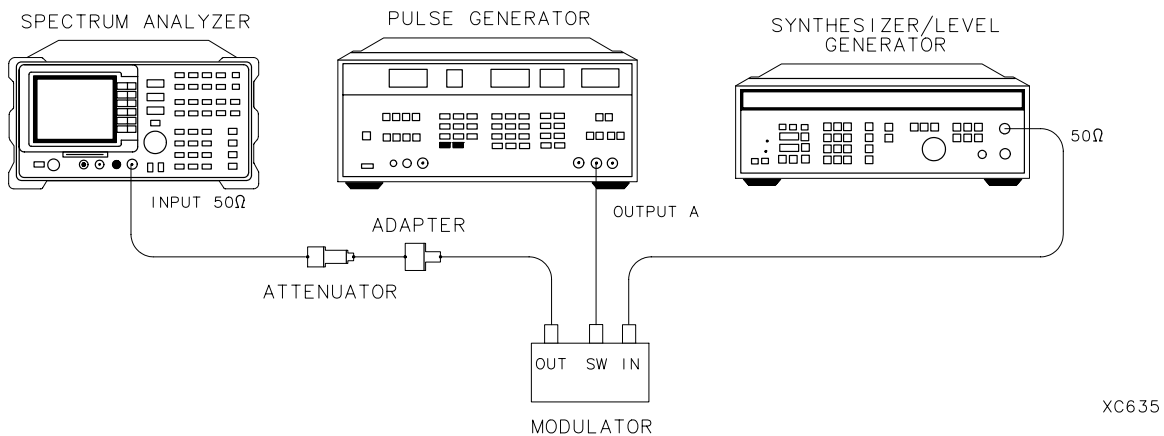 SPECTRUM ANALYZER
PULSE GENERATOR
SYNTHESIZER/LEVEL
GENERATOR
50Ω
INPUT 50Ω
OUTPUT A
ADAPTER
ATTENUATOR
OUT SW IN
MODULATOR
XC635